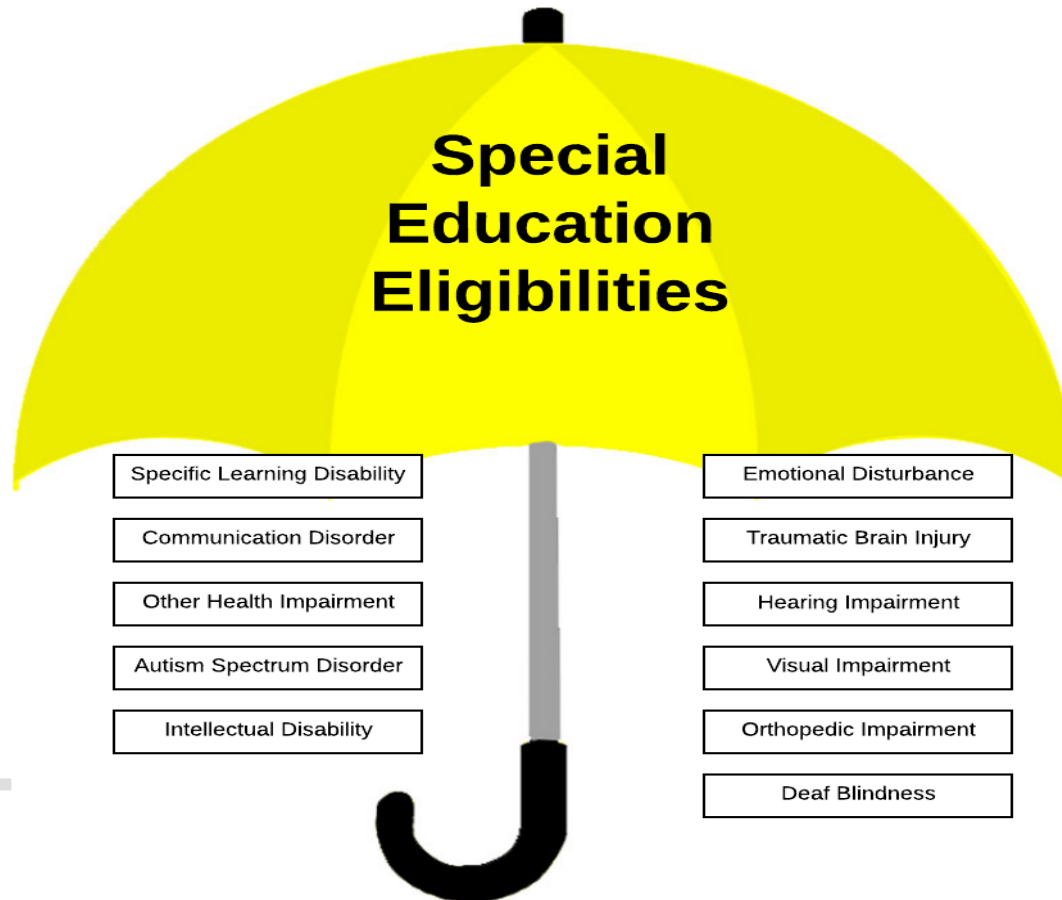 Special
Education
Eligibilities
Specific Learning Disability
Communication Disorder
Other Health Impairment
Autism Spectrum Disorder
Intellectual Disability
Emotional Disturbance
Traumatic Brain Injury
Hearing Impairment
Visual Impairment
Orthopedic Impairment
Deaf Blindness